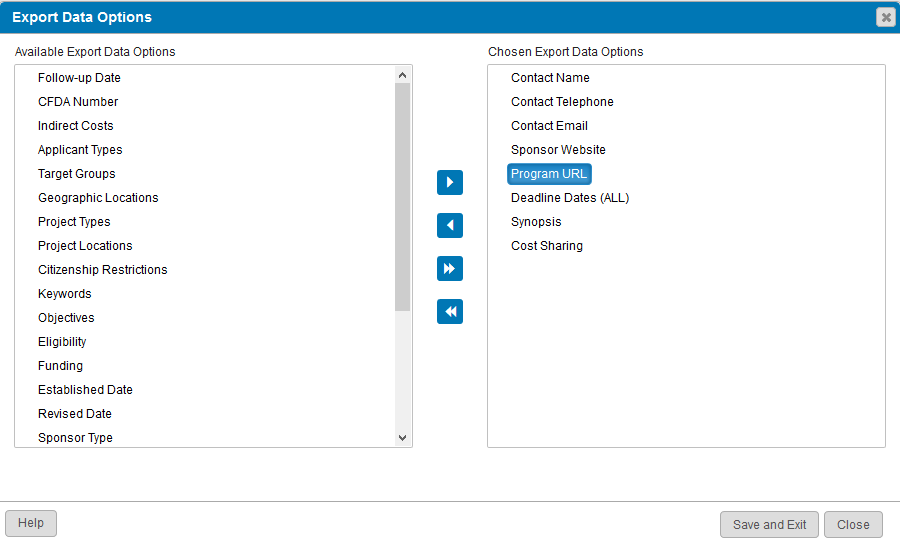 Export Data Options
Available Export Data Options
Follow-up Date
CFDA Number
Indirect Costs
Applicant Types
Target Groups
Geographic Locations
Project Types
Project Locations
Citizenship Restrictions
Keywords
Objectives
Eligibility
Funding
Established Date
Revised Date
Sponsor Type
Chosen Export Data Options
Contact Name
Contact Telephone
Contact Email
Sponsor Website
Program URL
Deadline Dates (ALL)
Synopsis
Cost Sharing
Help
Save and Exit
Close